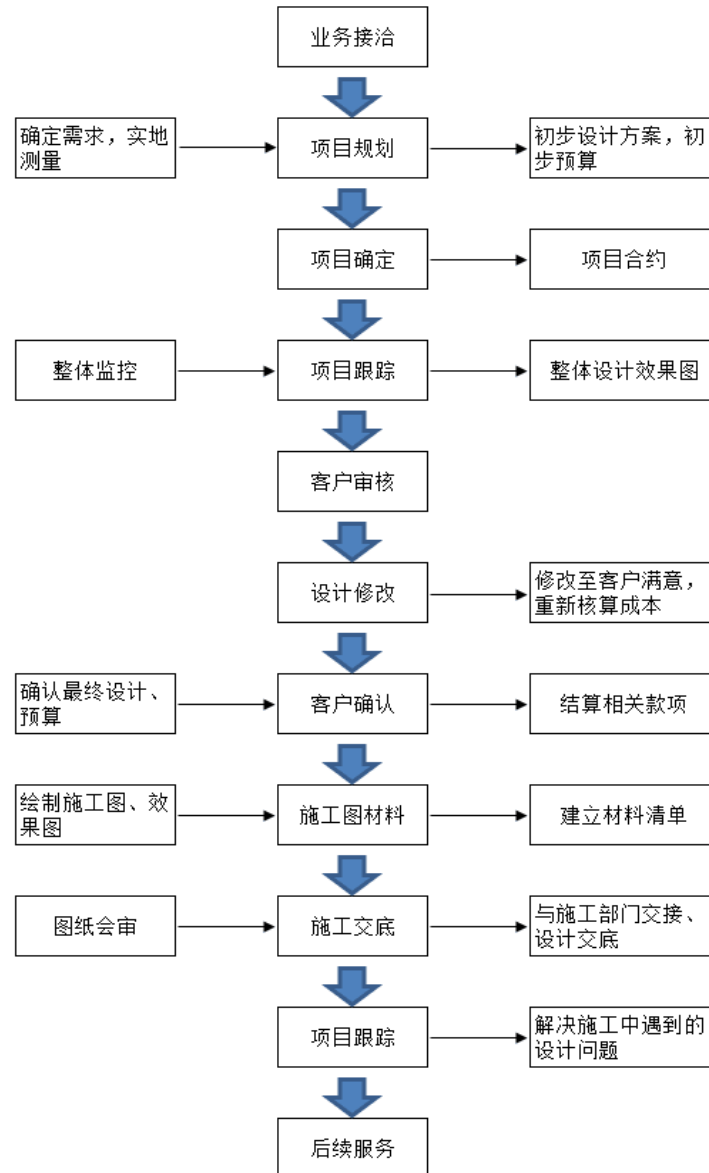 业务接洽
确定需求，实地
测量
项目规划
初步设计方案，初
步预算
项目确定
项目合约
整体监控
项目跟踪
整体设计效果图
客户审核
设计修改
修改至客户满意，
重新核算成本
确认最终设计、
预算
客户确认
结算相关款项
绘制施工图、效
果图
施工图材料
建立材料清单
图纸会审
施工交底
与施工部门交接、
设计交底
项目跟踪
解决施工中遇到的
设计问题
后续服务